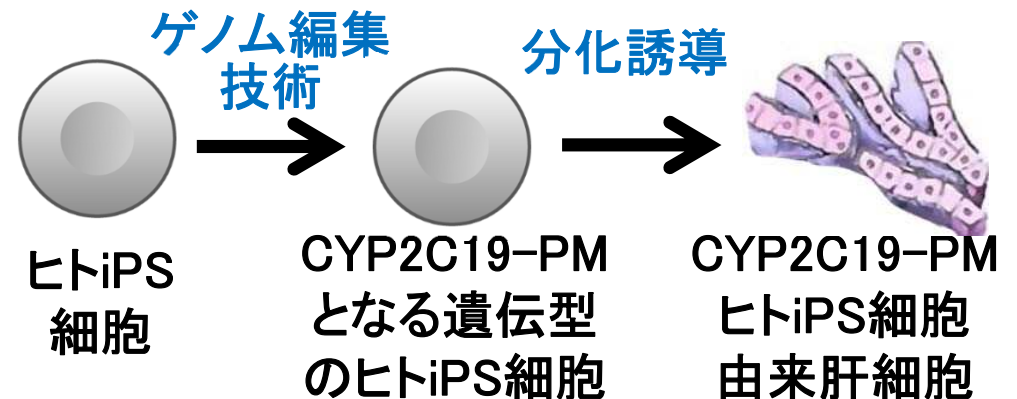 ゲノム編集
技術
分化誘導
ヒトiPS
細胞
CYP2C19-PM
となる遺伝型
のヒトiPS細胞
CYP2C19-PM
ヒトiPS細胞
由来肝細胞